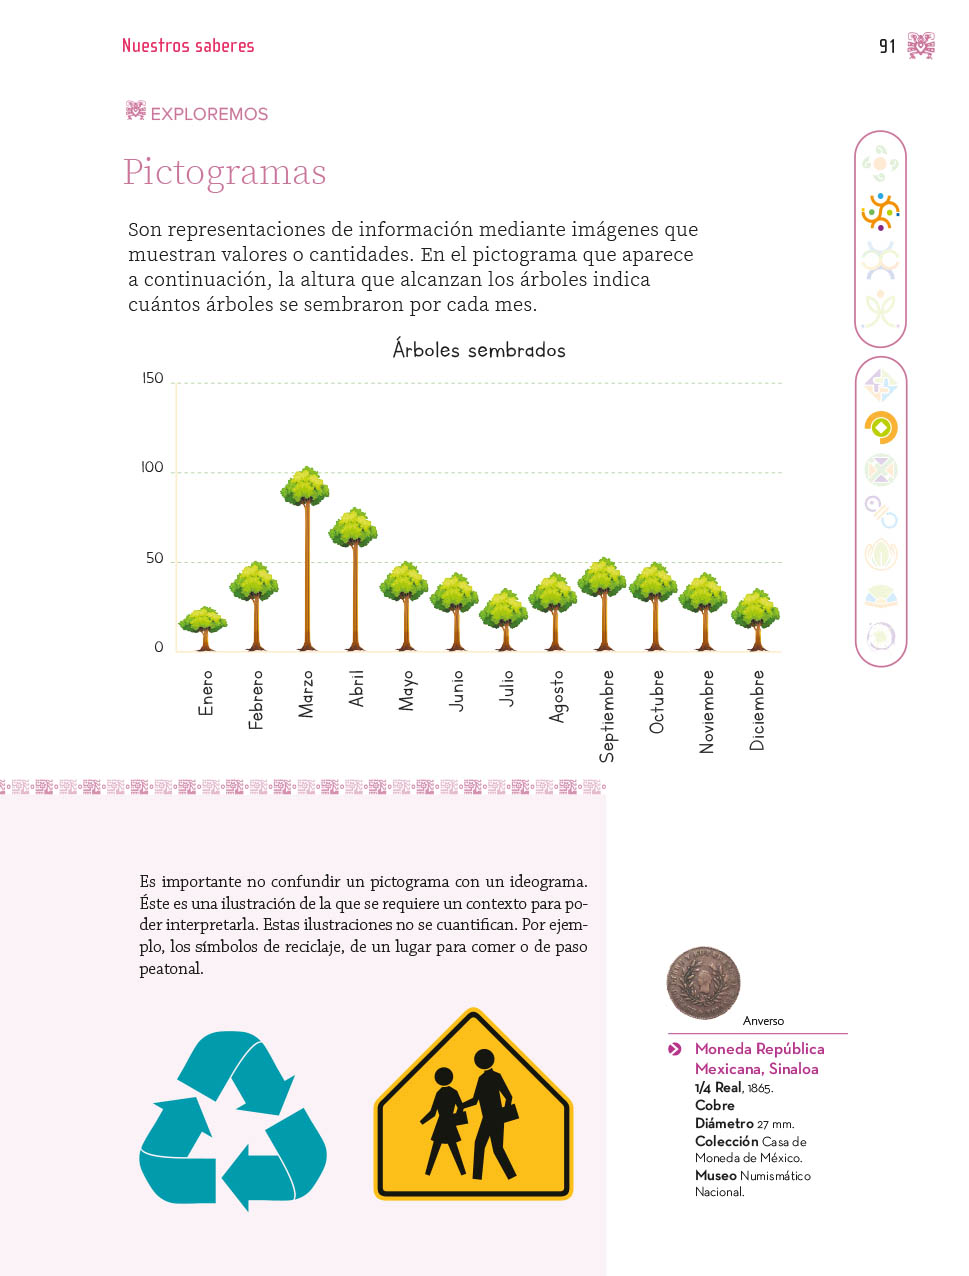 Nuestros saberes
91
EXPLOREMOS
Pictogramas
Son representaciones de información mediante imágenes que
muestran valores o cantidades. En el pictograma que aparece
a continuación, la altura que alcanzan los árboles indica
cuántos árboles se sembraron por cada mes.
Árboles sembrados
150
100
50
0
Enero
Febrero
Marzo
Abril
Mayo
Junio
Julio
Agosto
Septiembre
Octubre
Noviembre
Diciembre
Es importante no confundir un pictograma con un ideograma.
Éste es una ilustración de la que se requiere un contexto para po-
der interpretarla. Estas ilustraciones no se cuantifican. Por ejem-
plo, los símbolos de reciclaje, de un lugar para comer o de paso
peatonal.
Anverso
Moneda República
Mexicana, Sinaloa
1/4 Real, 1865.
Cobre
Diámetro 27 mm.
Colección Casa de
Moneda de México.
Museo Numismático
Nacional.